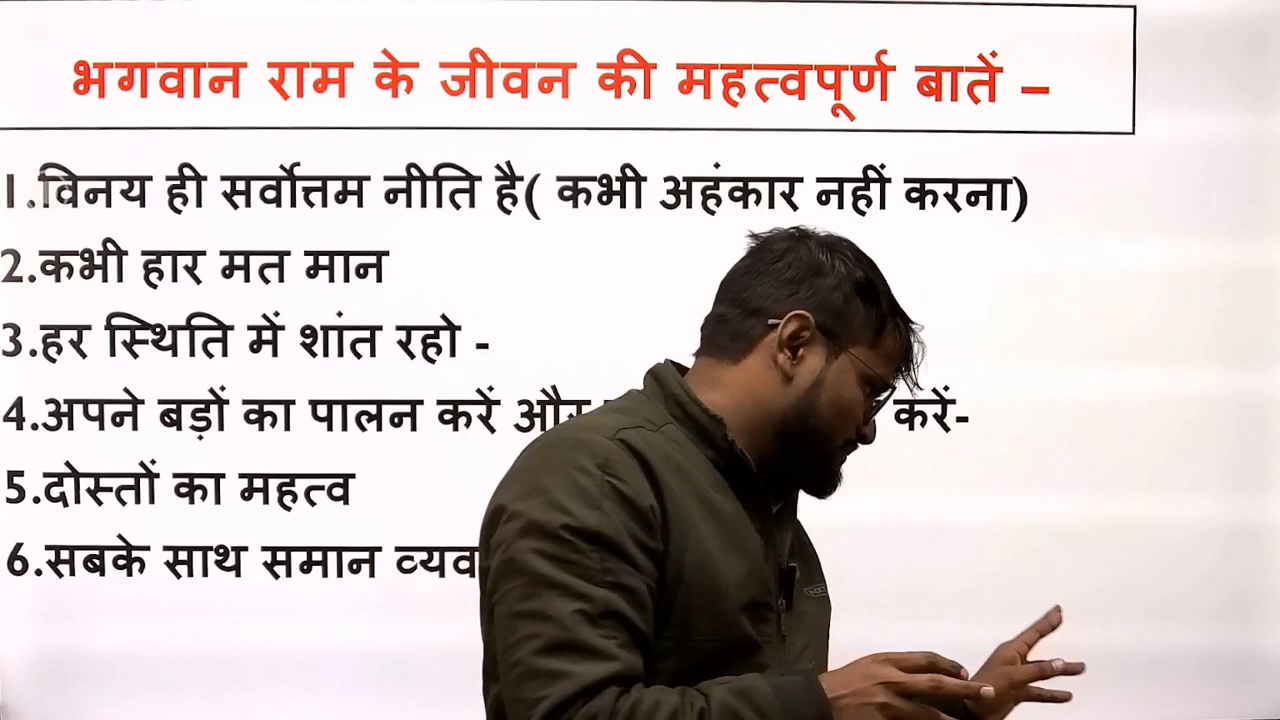 भगवान राम के जीवन की महत्वपूर्ण बातें –
1.विनय ही सर्वोत्तम नीति है( कभी अहंकार नहीं करना)
2.कभी हार मत मान
3.हर स्थिति में शांत रहो -
4.अपने बड़ों का पालन करें और करें-
5.दोस्तों का महत्व
6.सबके साथ समान